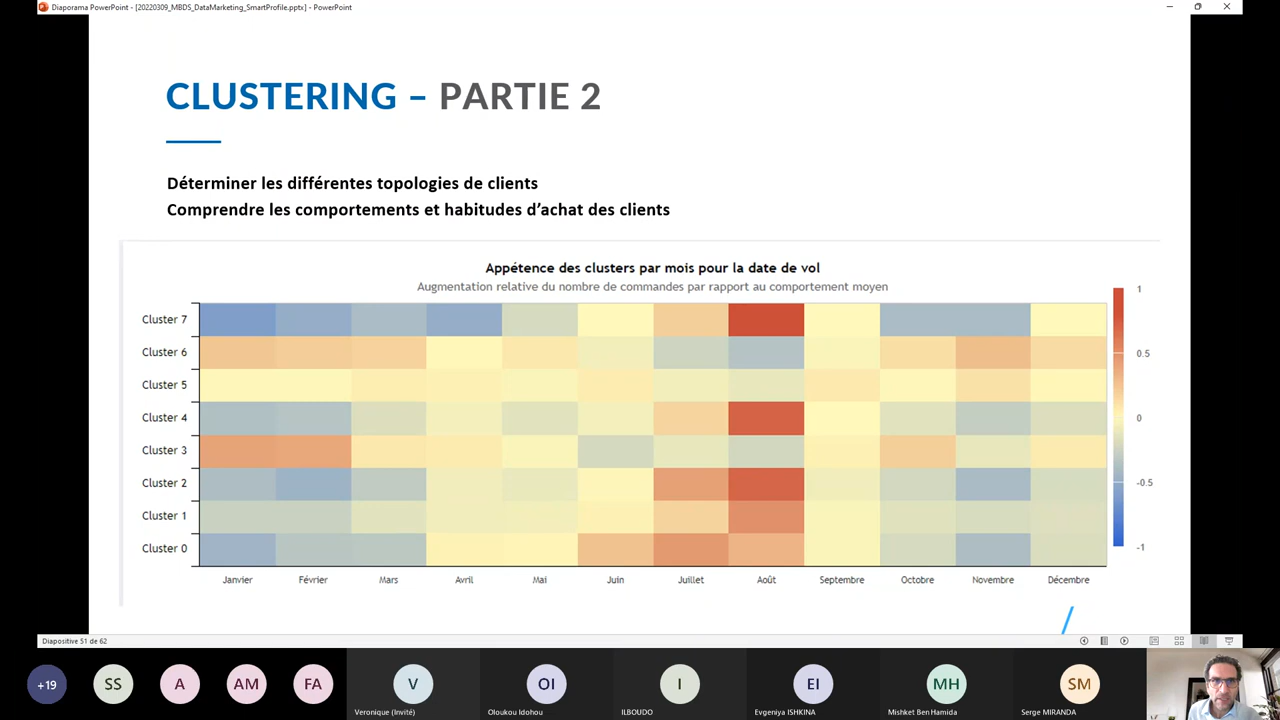 Diaporama PowerPoint - [20220309_MBDS_DataMarketing_SmartProfile.pptx] - PowerPoint
CLUSTERING – PARTIE 2
Déterminer les différentes topologies de clients
Comprendre les comportements et habitudes d’achat des clients
Appétence des clusters par mois pour la date de vol
Augmentation relative du nombre de commandes par rapport au comportement moyen
1
Cluster 7
Cluster 6
0.5
Cluster 5
Cluster 4
0
Cluster 3
Cluster 2
-0.5
Cluster 1
Cluster 0
-1
Janvier Février Mars Avril Mai Juin Juillet Août Septembre Octobre Novembre Décembre
Diapositive 51 de 62
+19 SS A AM FA V OI I EI MH SM
Veronique (Invité) Oloukou Idohou ILBOUDO Evgeniya ISHKINA Mishket Ben Hamida Serge MIRANDA